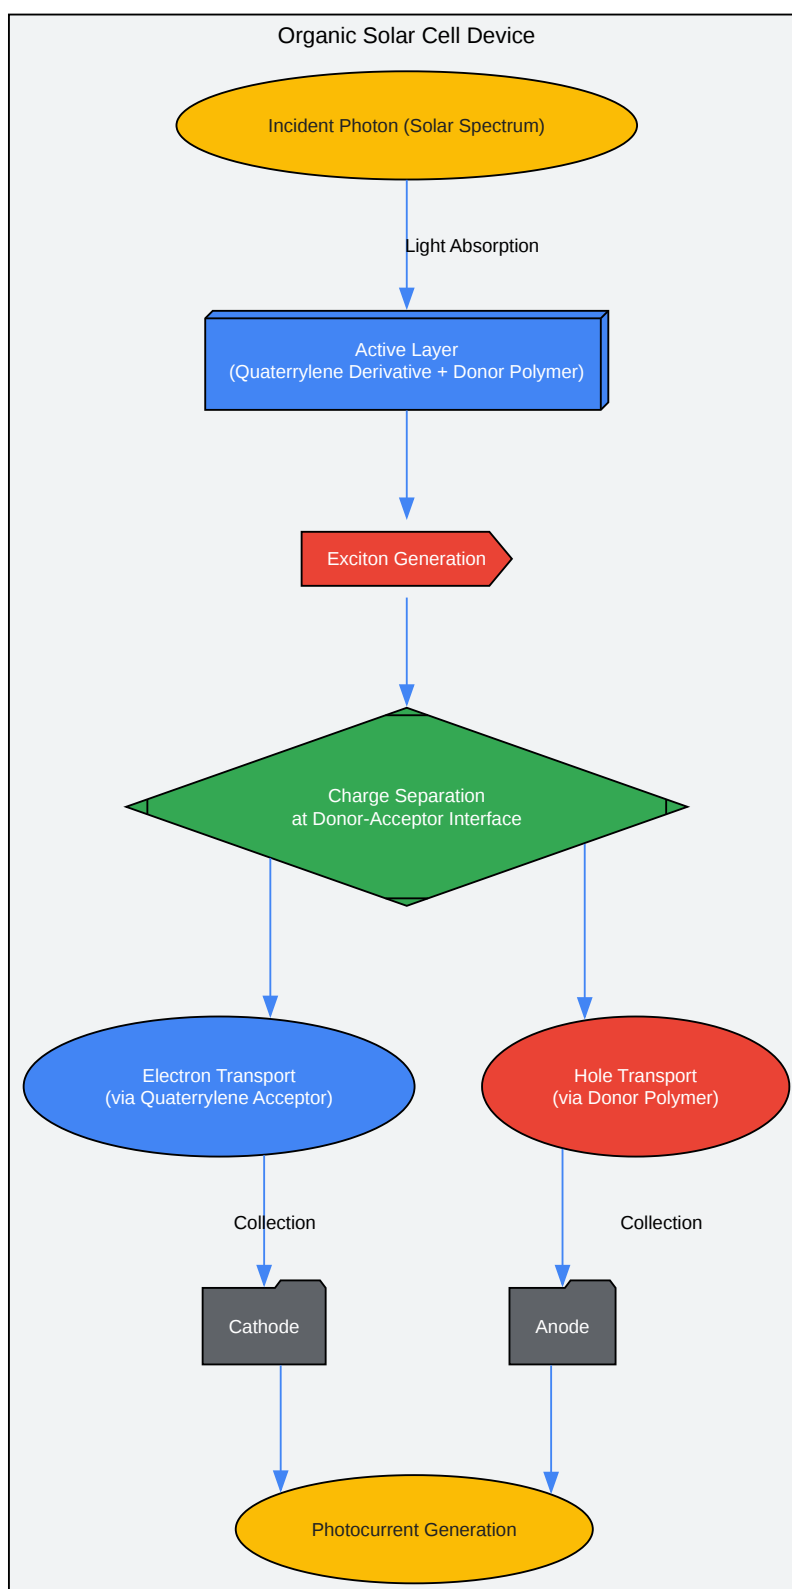 Organic Solar Cell Device
Incident Photon (Solar Spectrum)
Light Absorption
Active Layer
(Quaterrylene Derivative + Donor Polymer)
Exciton Generation
Charge Separation
at Donor-Acceptor Interface
Electron Transport
(via Quaterrylene Acceptor)
Hole Transport
(via Donor Polymer)
Collection
Collection
Cathode
Anode
Photocurrent Generation